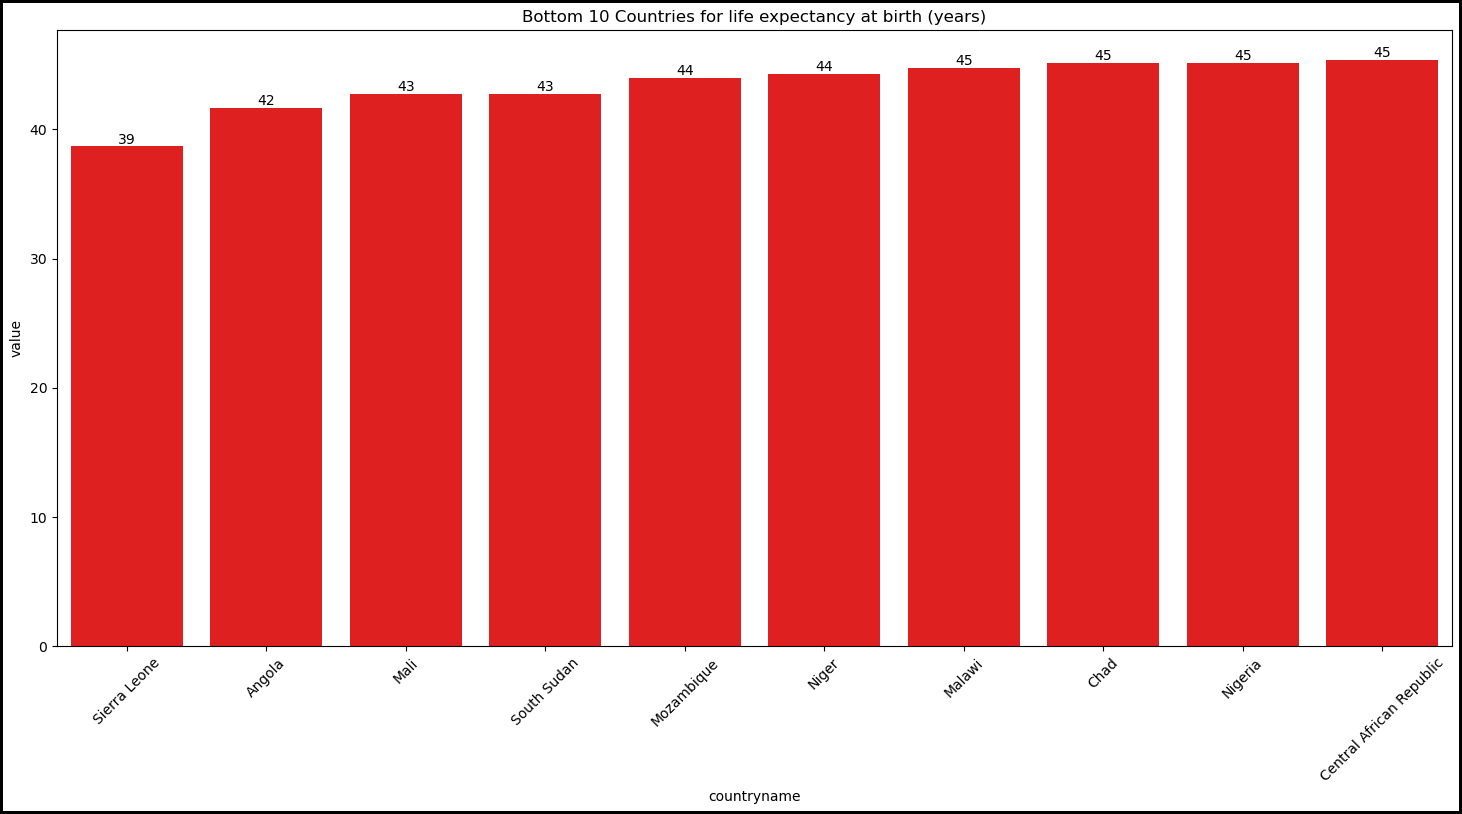 Bottom 10 Countries for life expectancy at birth (years)
value
40
30
20
10
0
39
42
43
43
44
44
45
45
45
45
Sierra Leone
Angola
Mali
South Sudan
Mozambique
Niger
Malawi
Chad
Nigeria
Central African Republic
countryname